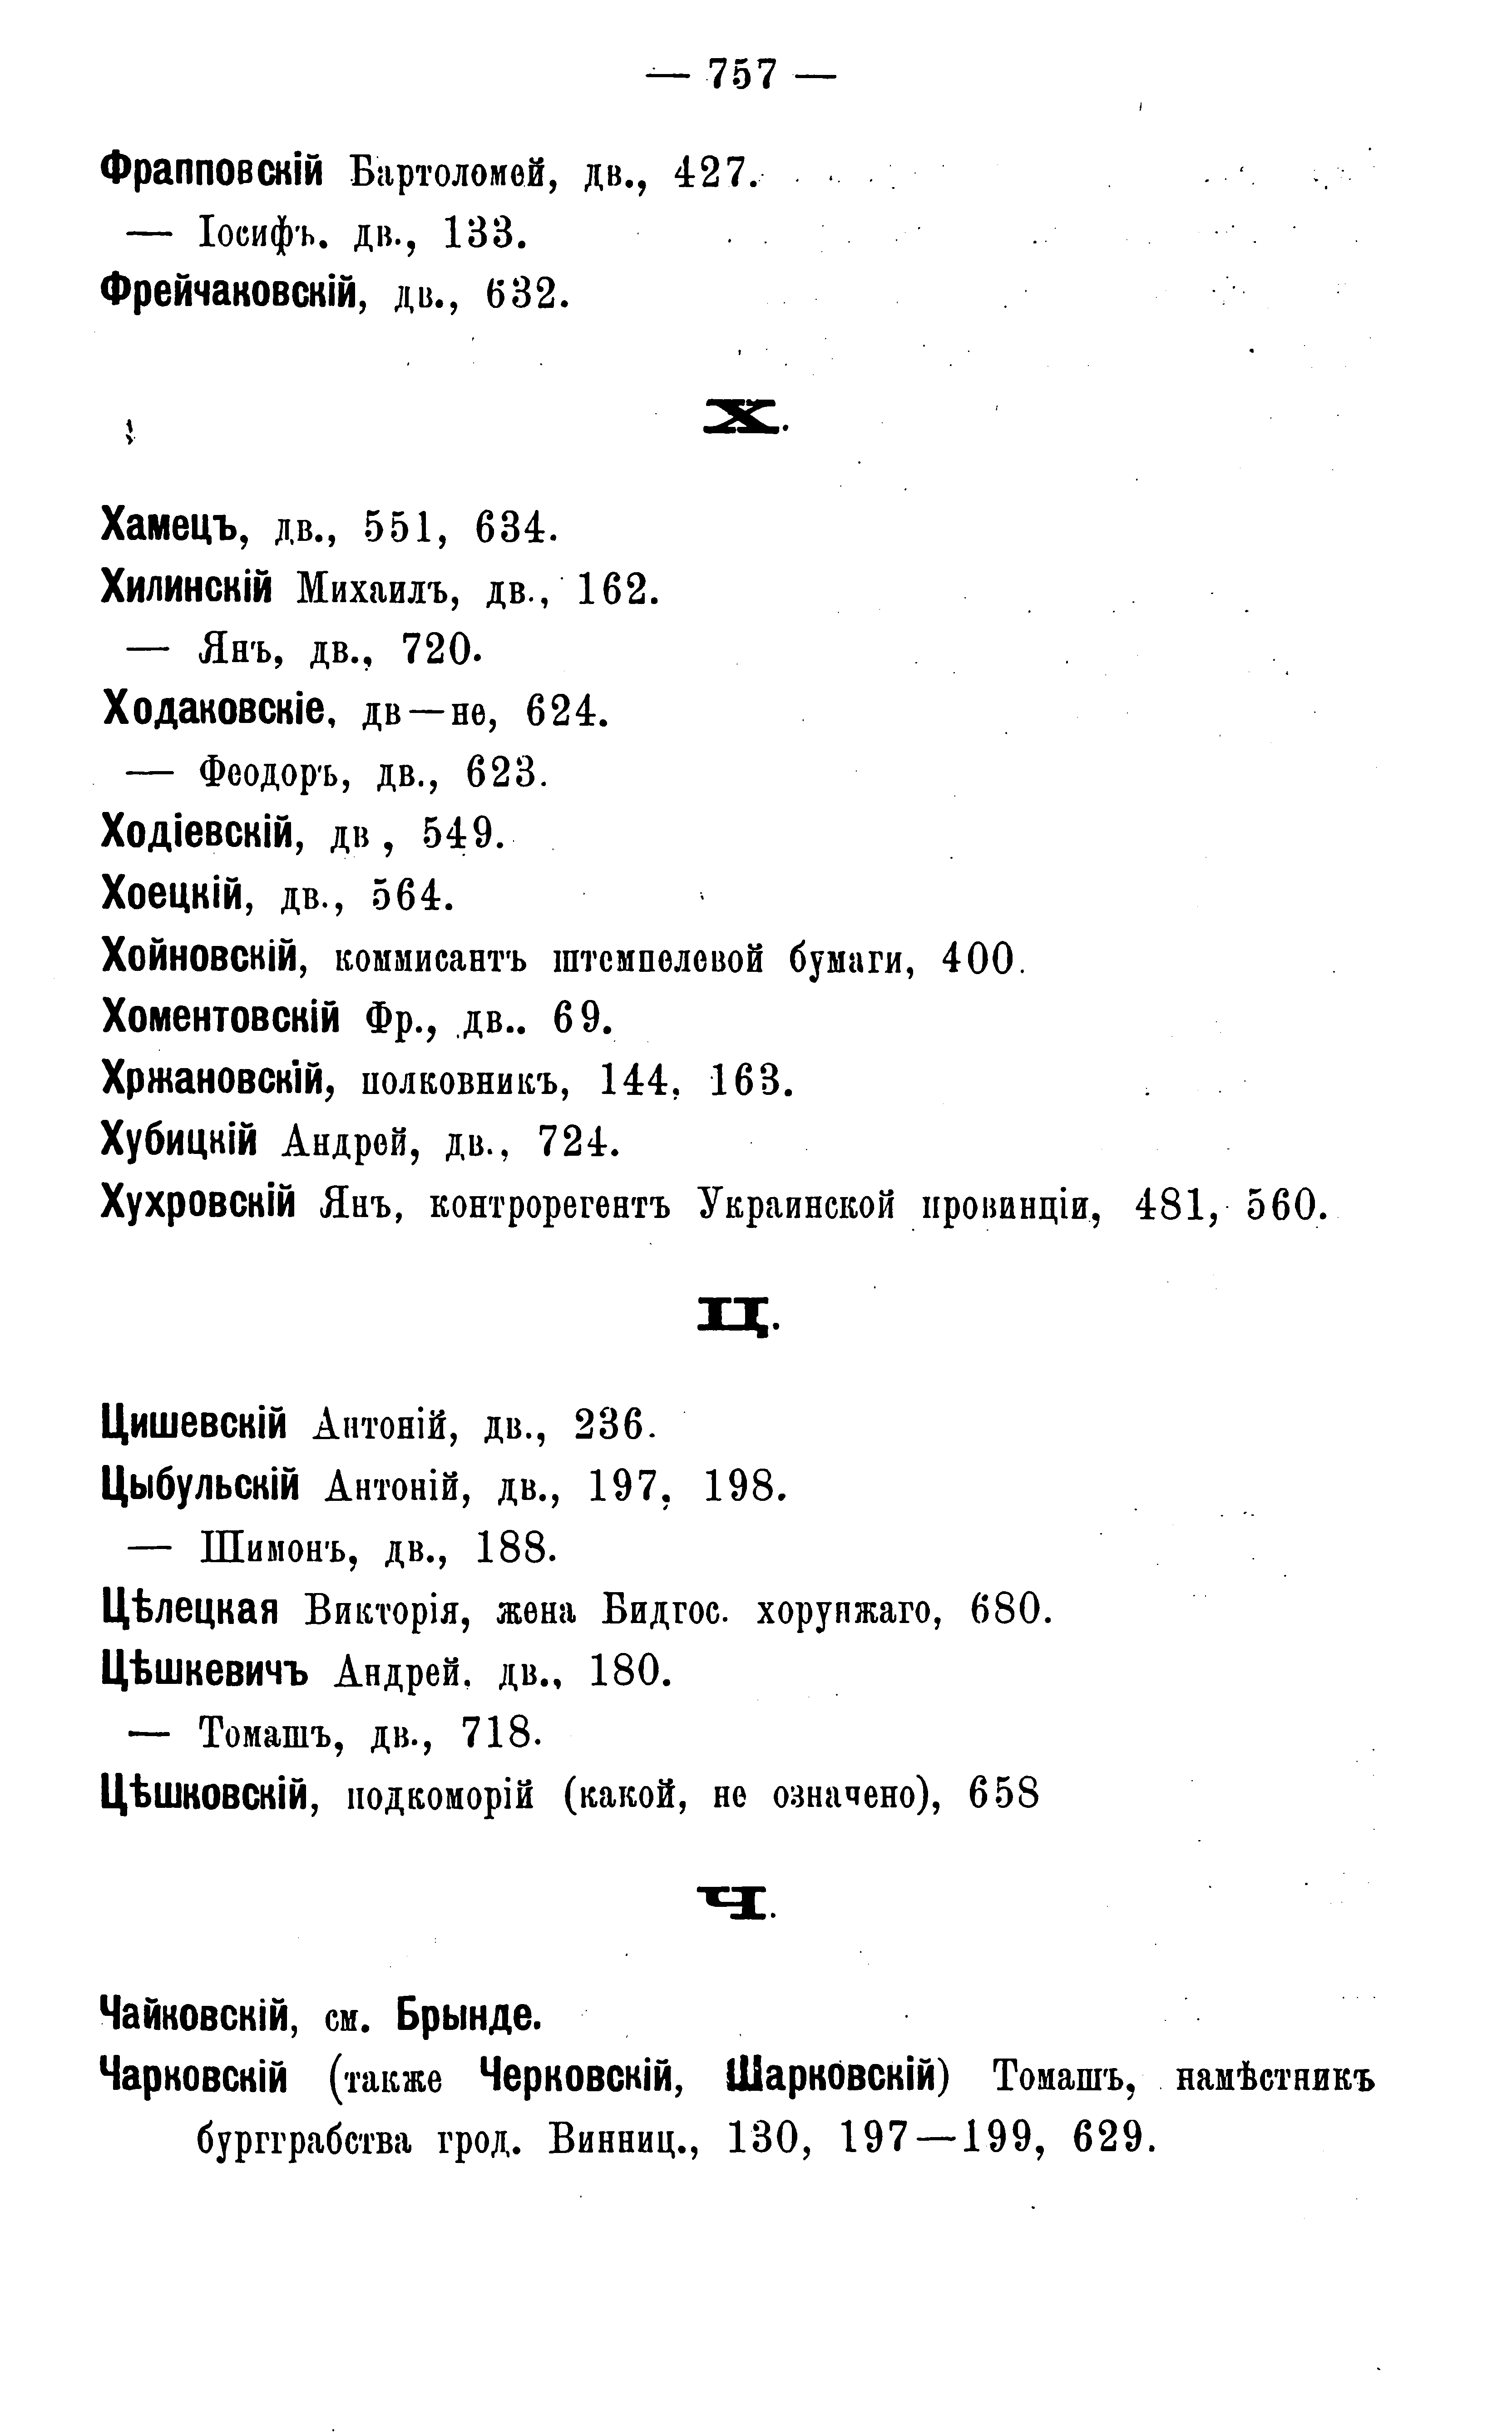 — 757 —
Фрапповскій Бартоломей, дв., 427.
— Іосифъ. дв., 133.
Фрейчаковскій, дв., 632.
Х.
Хамецъ, дв., 551, 634.
Хилинскій Михаилъ, дв., 162.
— Янъ, дв., 720.
Ходаковскіе, дв—не, 624.
— Феодоръ, дв., 623.
Ходіевскій, дв , 549.
Хоецкій, дв., 564.
Хойновскій, коммисантъ штемпелевой бумаги, 400.
Хоментовскій Фр., дв.. 69.
Хржановскій, полковникъ, 144, 163.
Хубицкій Андрей, дв., 724.
Хухровскій Янъ, контрорегентъ Украинской провинціи, 481, 560.
Ц.
Цишевскій Антоній, дв., 236.
Цыбульскій Антоній, дв., 197, 198.
— Шимонъ, дв., 188.
Цѣлецкая Викторія, жена Бидгос. хорунжаго, 680.
Цѣшкевичъ Андрей. дв., 180.
— Томашъ, дв., 718.
Цѣшковскій, подкоморій (какой, не означено), 658
Ч.
Чайковскій, см. Брынде.
Чарковскій (также Черковскій, Шарковскій) Томашъ, намѣстникъ
бургграбства грод. Винниц., 130, 197—199, 629.